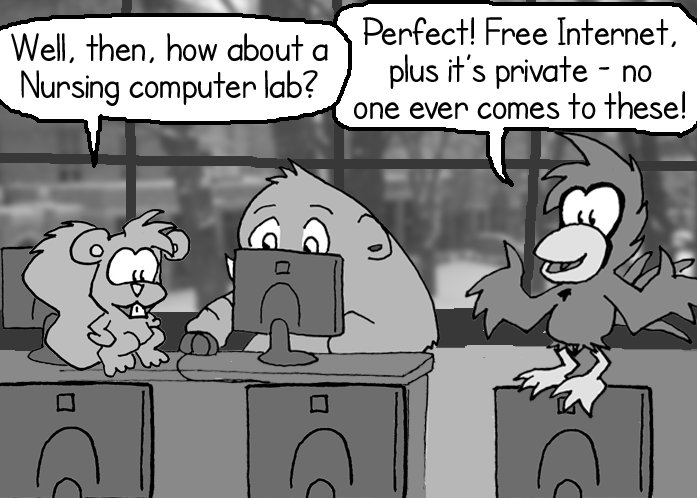 Well, then, how about a
Nursing computer lab?
Perfect! Free Internet,
plus it's private - no
one ever comes to these!